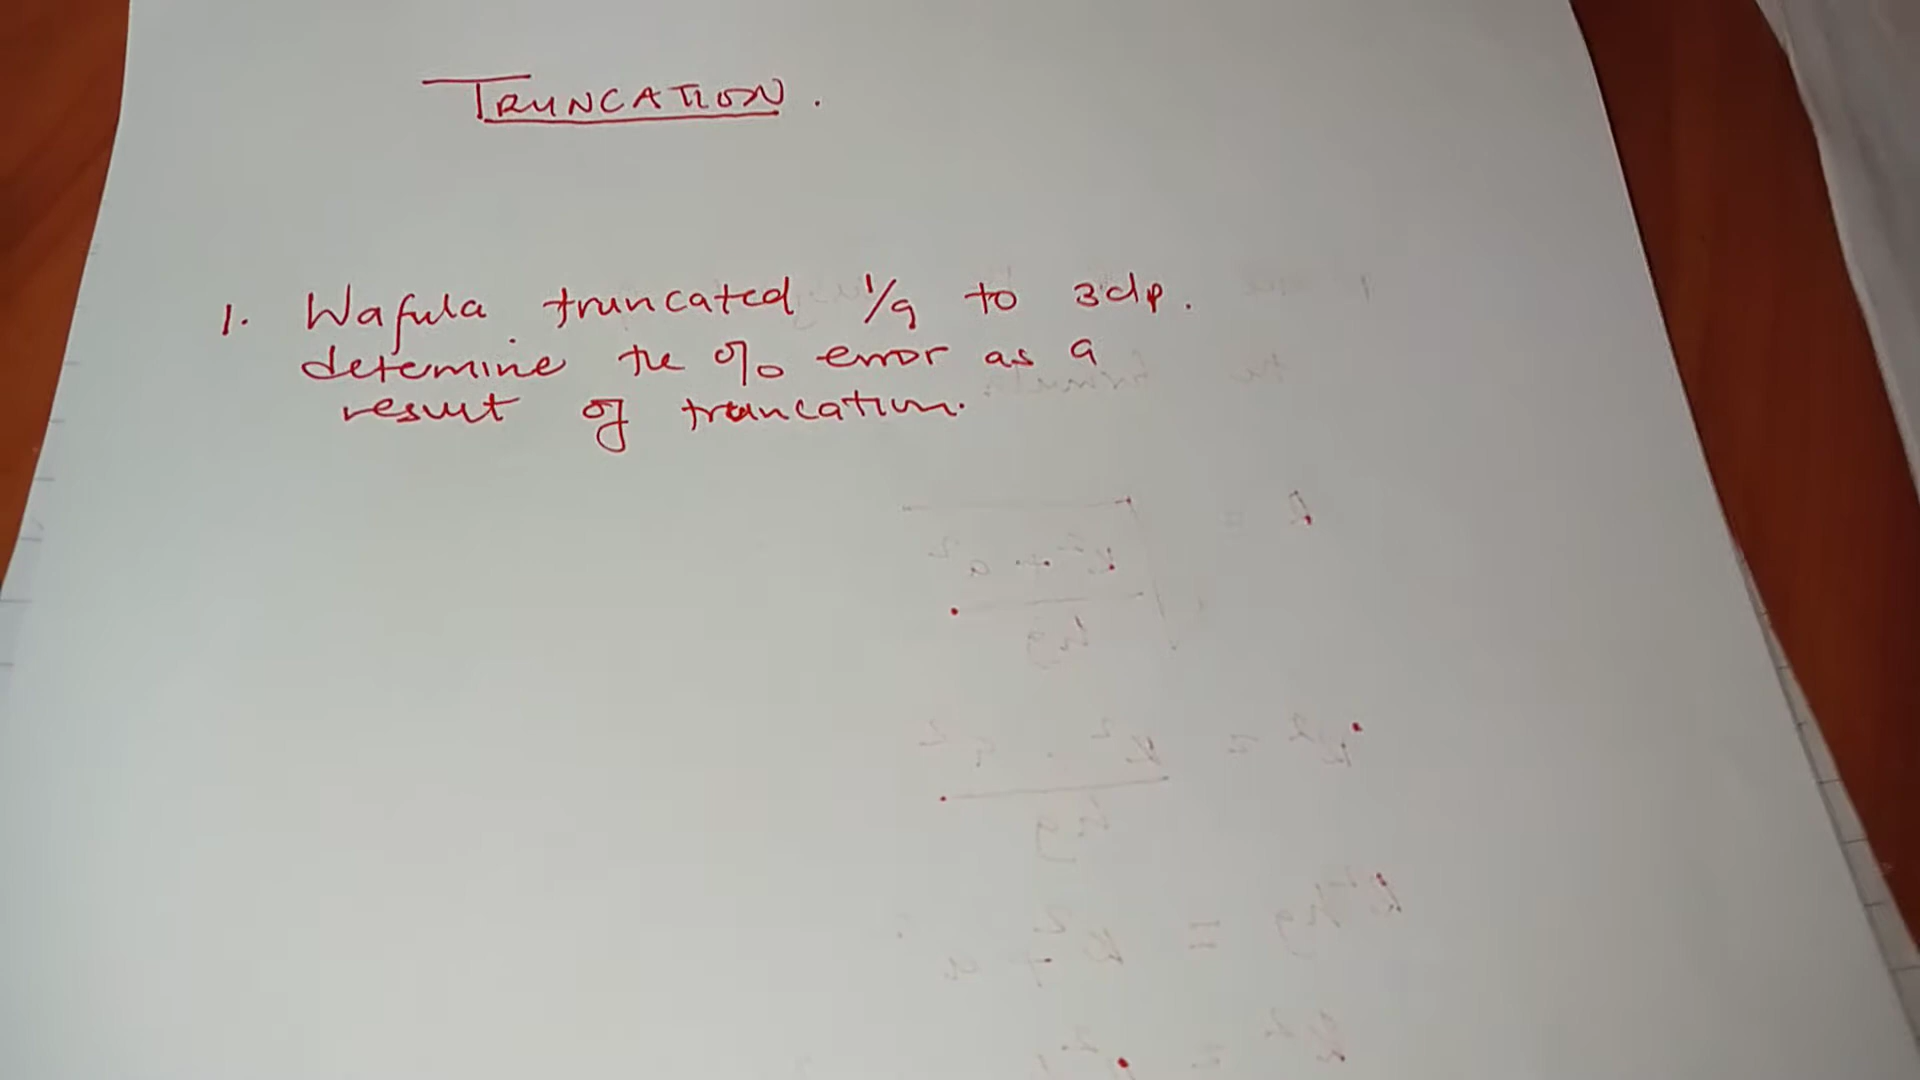 TRUNCATION.
1. Wafula truncated 1/9 to 3dp.
determine the % error as a
result of truncation.